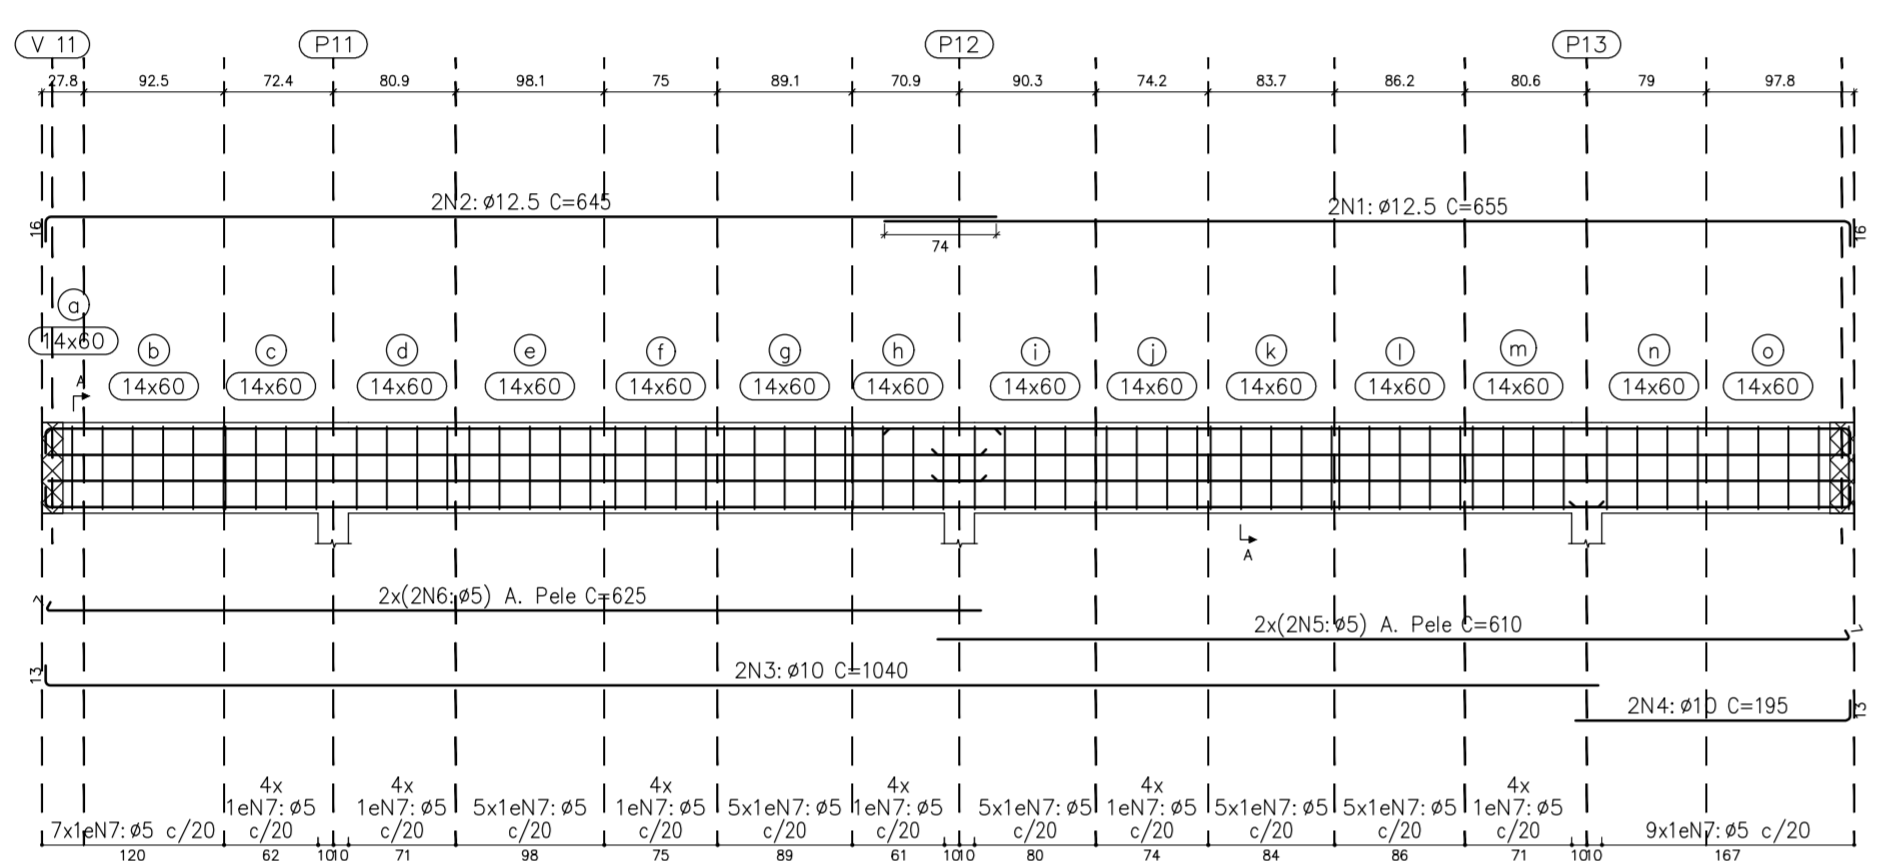 V 11 P11 P12 P13
27.8 92.5 72.4 80.9 98.1 75 89.1 70.9 90.3 74.2 83.7 86.2 80.6 79 97.8
2N2: ø12.5 C=645 2N1: ø12.5 C=655
16 74 16
a
14x60
b c d e f g h i j k l m n o
14x60 14x60 14x60 14x60 14x60 14x60 14x60 14x60 14x60 14x60 14x60 14x60 14x60 14x60
A
A
2x(2N6: ø5) A. Pele C=625
2
2x(2N5: ø5) A. Pele C=610
2N3: ø10 C=1040
13
2N4: ø10 C=195
13
4x 4x 4x 4x 4x 4x
1eN7: ø5 1eN7: ø5 5x1eN7: ø5 1eN7: ø5 5x1eN7: ø5 1eN7: ø5 5x1eN7: ø5 1eN7: ø5 5x1eN7: ø5 5x1eN7: ø5 1eN7: ø5
7x1eN7: ø5 c/20 c/20 c/20 c/20 c/20 c/20 c/20 c/20 c/20 c/20 c/20 c/20 9x1eN7: ø5 c/20
120 62 10 10 71 98 75 89 61 10 10 80 74 84 86 71 10 10 167